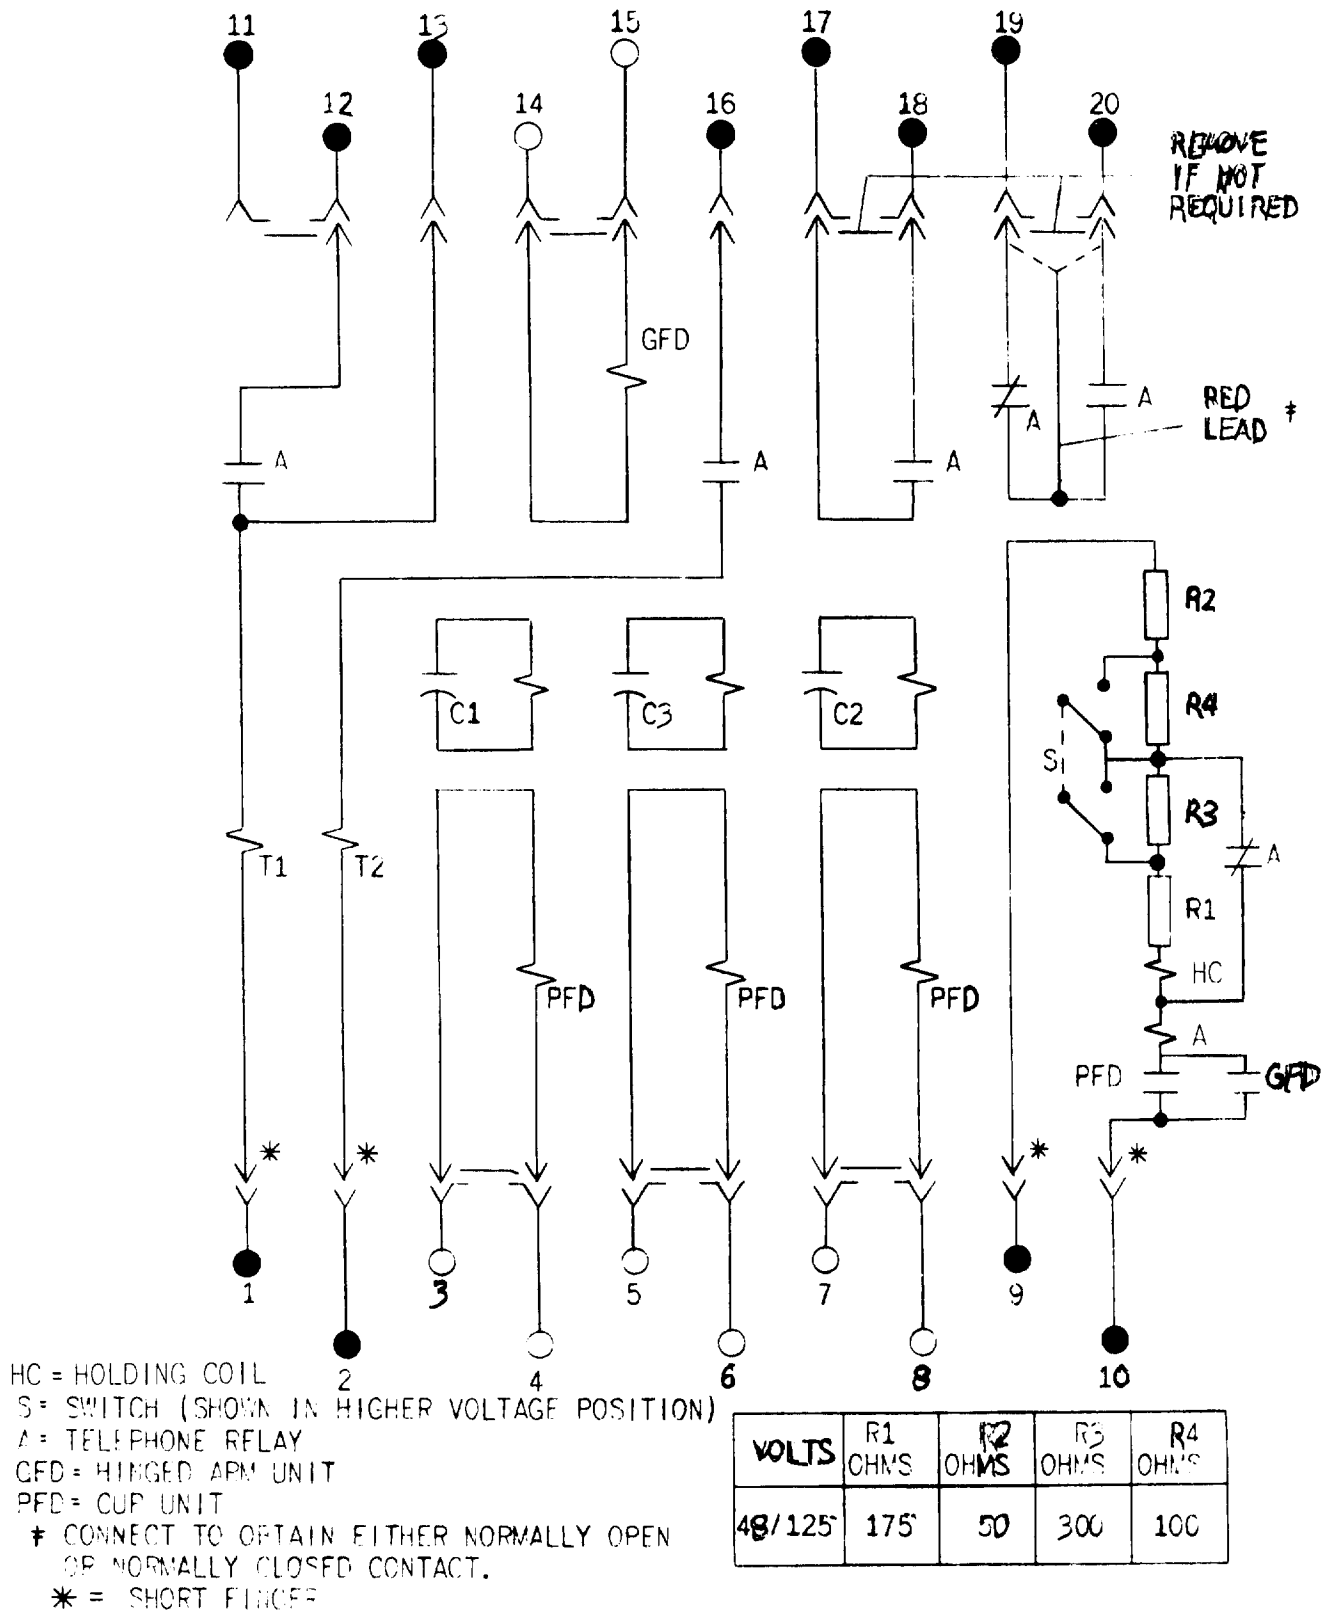 11
13
15
17
19
12
14
16
18
20
REMOVE
IF NOT
REQUIRED
GFD
A
A
RED
LEAD ‡
A
A
A
A
R2
C1
C3
C2
R4
S
R3
T1
T2
A
R1
HC
PFD
PFD
PFD
A
PFD
GFD
*
*
*
*
1
3
5
7
9
2
4
6
8
10
HC = HOLDING COIL
S = SWITCH (SHOWN IN HIGHER VOLTAGE POSITION)
A = TELEPHONE RELAY
GFD = HINGED ARM UNIT
PFD = CUP UNIT
‡ CONNECT TO OBTAIN EITHER NORMALLY OPEN
OR NORMALLY CLOSED CONTACT.
* = SHORT FINGER
VOLTS R1 OHMS R2 OHMS R3 OHMS R4 OHMS
48/125 175 50 300 100